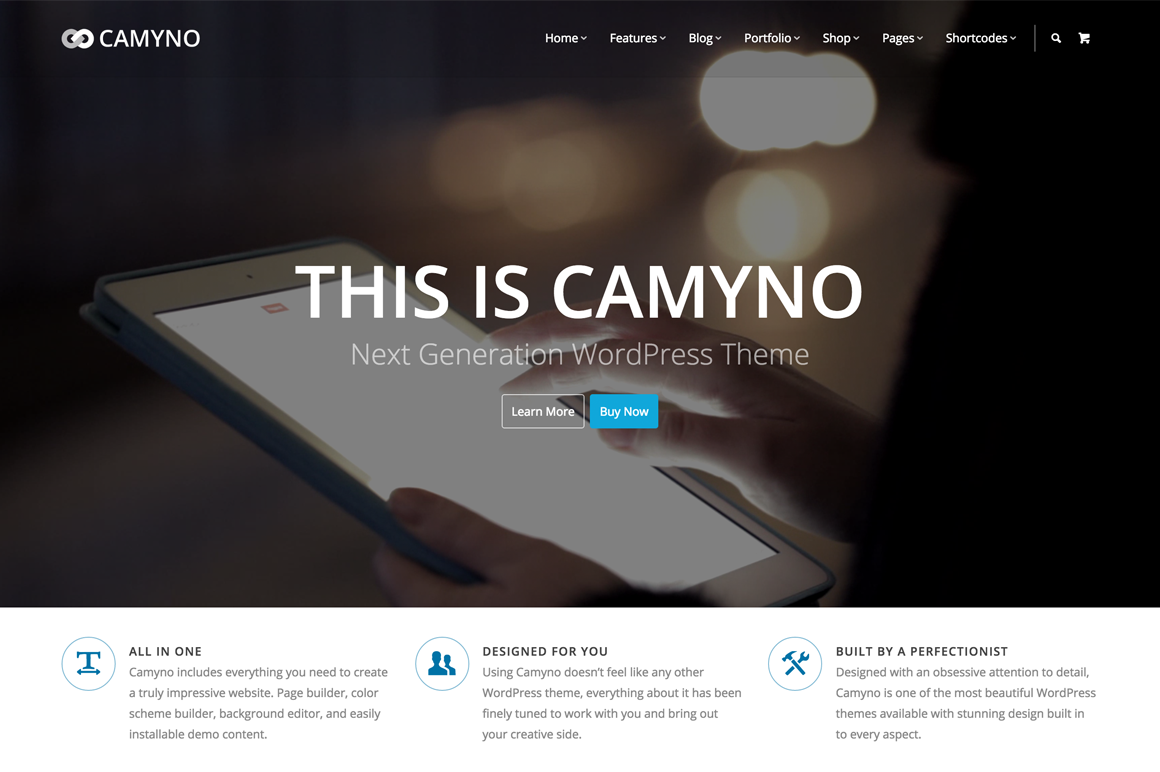 CAMYNO
Home Features Blog Portfolio Shop Pages Shortcodes
THIS IS CAMYNO
Next Generation WordPress Theme
Learn More Buy Now
ALL IN ONE
Camyno includes everything you need to create
a truly impressive website. Page builder, color
scheme builder, background editor, and easily
installable demo content.
DESIGNED FOR YOU
Using Camyno doesn’t feel like any other
WordPress theme, everything about it has been
finely tuned to work with you and bring out
your creative side.
BUILT BY A PERFECTIONIST
Designed with an obsessive attention to detail,
Camyno is one of the most beautiful WordPress
themes available with stunning design built in
to every aspect.